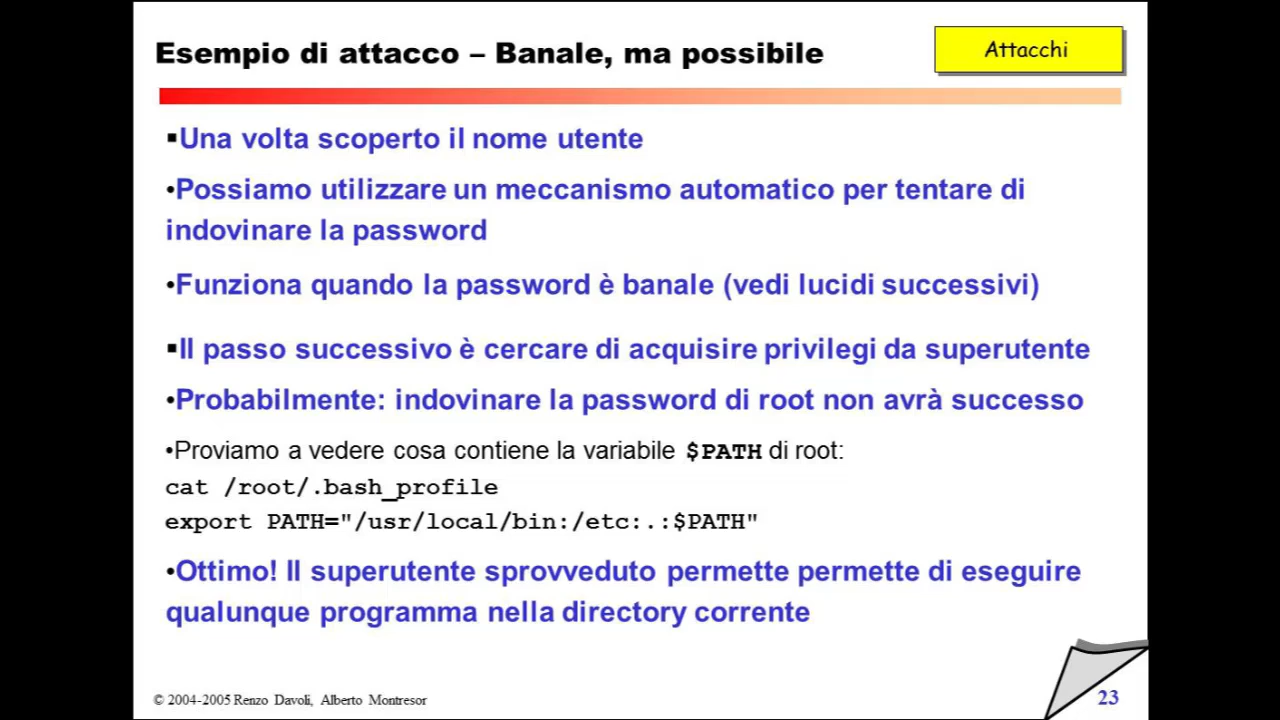 Esempio di attacco – Banale, ma possibile
Attacchi
▪Una volta scoperto il nome utente
•Possiamo utilizzare un meccanismo automatico per tentare di
indovinare la password
•Funziona quando la password è banale (vedi lucidi successivi)
▪Il passo successivo è cercare di acquisire privilegi da superutente
•Probabilmente: indovinare la password di root non avrà successo
•Proviamo a vedere cosa contiene la variabile $PATH di root:
cat /root/.bash_profile
export PATH="/usr/local/bin:/etc:.:$PATH"
•Ottimo! Il superutente sprovveduto permette permette di eseguire
qualunque programma nella directory corrente
© 2004-2005 Renzo Davoli, Alberto Montresor
23